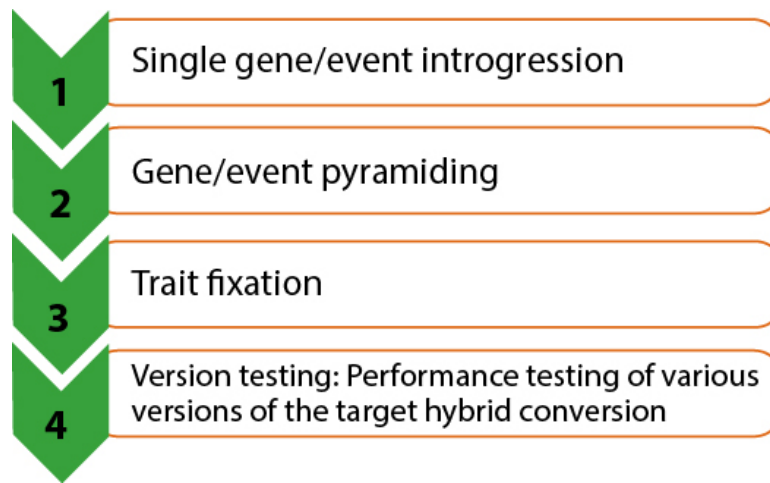 1
Single gene/event introgression
2
Gene/event pyramiding
3
Trait fixation
4
Version testing: Performance testing of various
versions of the target hybrid conversion